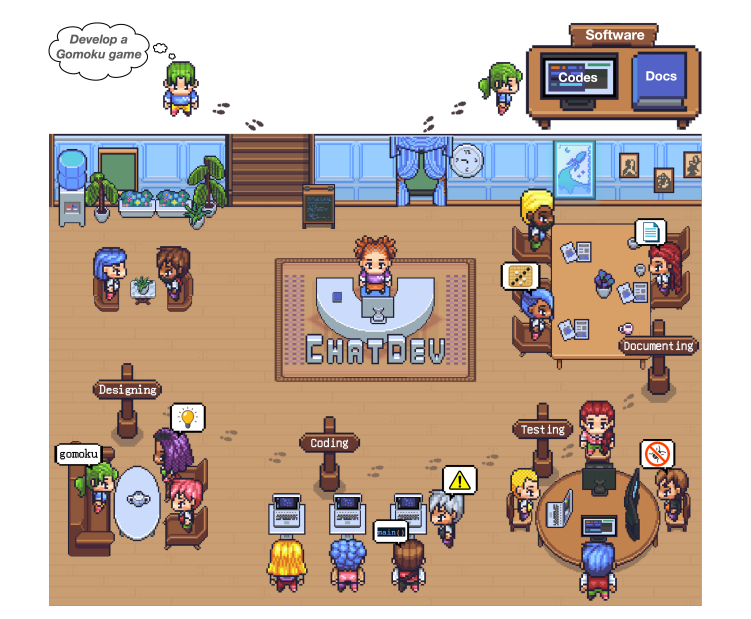 Develop a
Gomoku game
Software
Codes
Docs
CHATDEV
Documenting
Designing
Testing
Coding
gomoku
main()